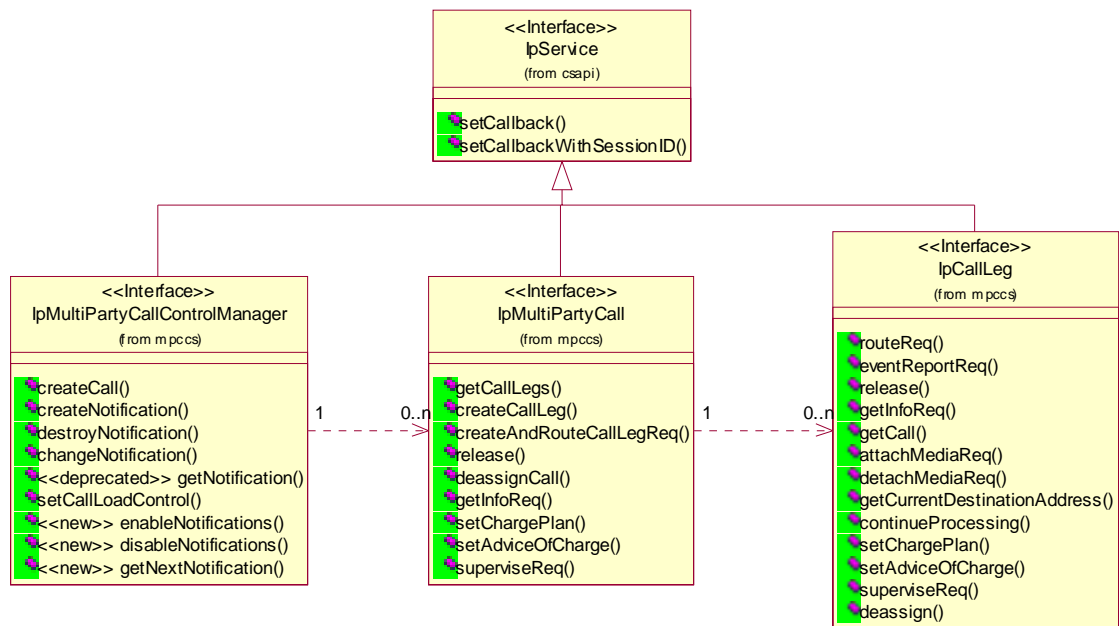 <<Interface>>
IpService
(from csapi)
setCallback()
setCallbackWithSessionID()
<<Interface>>
IpMultiPartyCallControlManager
(from mpccs)
createCall()
createNotification()
destroyNotification()
changeNotification()
<<deprecated>> getNotification()
setCallLoadControl()
<<new>> enableNotifications()
<<new>> disableNotifications()
<<new>> getNextNotification()
1
0..n
<<Interface>>
IpMultiPartyCall
(from mpccs)
getCallLegs()
createCallLeg()
createAndRouteCallLegReq()
release()
deassignCall()
getInfoReq()
setChargePlan()
setAdviceOfCharge()
superviseReq()
1
0..n
<<Interface>>
IpCallLeg
(from mpccs)
routeReq()
eventReportReq()
release()
getInfoReq()
getCall()
attachMediaReq()
detachMediaReq()
getCurrentDestinationAddress()
continueProcessing()
setChargePlan()
setAdviceOfCharge()
superviseReq()
deassign()